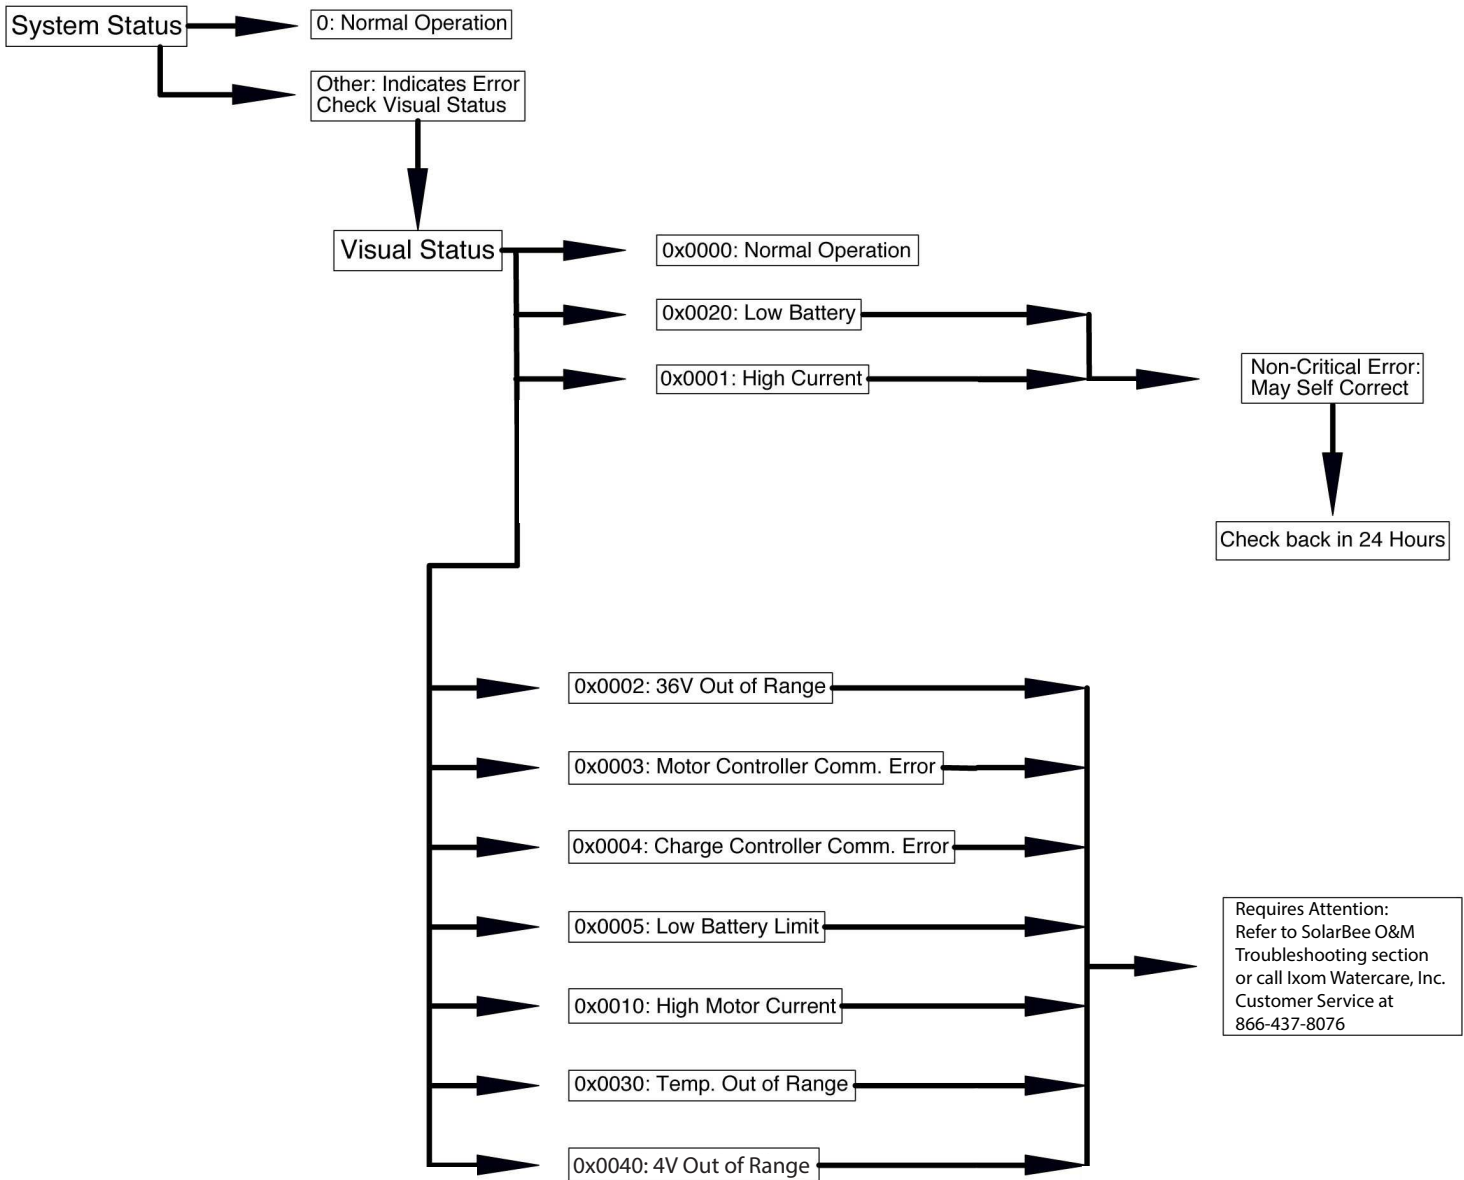 System Status
0: Normal Operation
Other: Indicates Error
Check Visual Status
Visual Status
0x0000: Normal Operation
0x0020: Low Battery
0x0001: High Current
Non-Critical Error:
May Self Correct
Check back in 24 Hours
0x0002: 36V Out of Range
0x0003: Motor Controller Comm. Error
0x0004: Charge Controller Comm. Error
0x0005: Low Battery Limit
0x0010: High Motor Current
0x0030: Temp. Out of Range
0x0040: 4V Out of Range
Requires Attention:
Refer to SolarBee O&M
Troubleshooting section
or call Ixom Watercare, Inc.
Customer Service at
866-437-8076